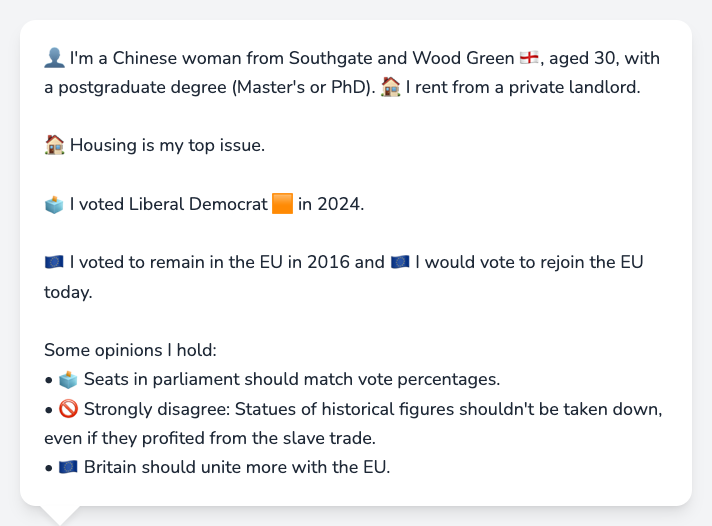 👤 I'm a Chinese woman from Southgate and Wood Green 🏴󠁧󠁢󠁥󠁮󠁧󠁿, aged 30, with
a postgraduate degree (Master's or PhD). 🏠 I rent from a private landlord.
🏠 Housing is my top issue.
🗳️ I voted Liberal Democrat 🟧 in 2024.
🇪🇺 I voted to remain in the EU in 2016 and 🇪🇺 I would vote to rejoin the EU
today.
Some opinions I hold:
• 🗳️ Seats in parliament should match vote percentages.
• 🚫 Strongly disagree: Statues of historical figures shouldn't be taken down,
even if they profited from the slave trade.
• 🇪🇺 Britain should unite more with the EU.